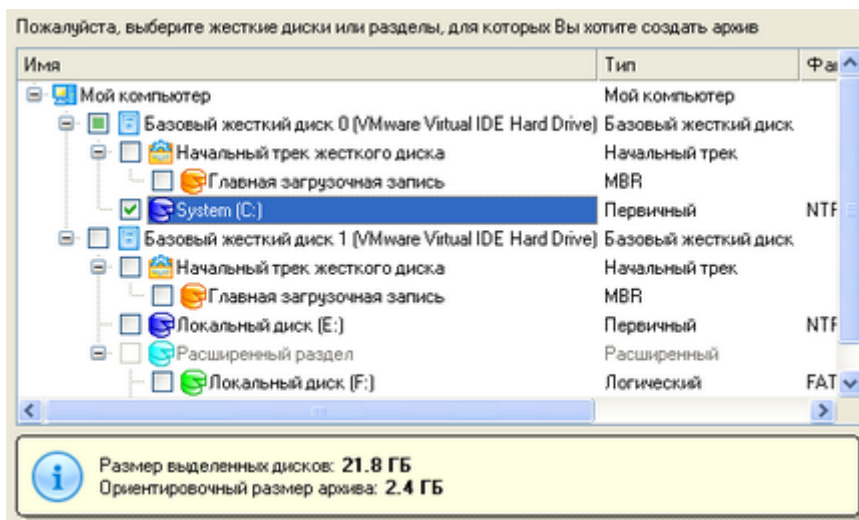 Пожалуйста, выберите жесткие диски или разделы, для которых Вы хотите создать архив
Имя Тип
Мой компьютер Мой компьютер
Базовый жесткий диск 0 (VMware Virtual IDE Hard Drive) Базовый жесткий диск
Начальный трек жесткого диска Начальный трек
Главная загрузочная запись MBR
System (C:) Первичный
Базовый жесткий диск 1 (VMware Virtual IDE Hard Drive) Базовый жесткий диск
Начальный трек жесткого диска Начальный трек
Главная загрузочная запись MBR
Локальный диск (E:) Первичный
Расширенный раздел Расширенный
Локальный диск (F:) Логический FAT
Размер выделенных дисков: 21.8 ГБ
Ориентировочный размер архива: 2.4 ГБ